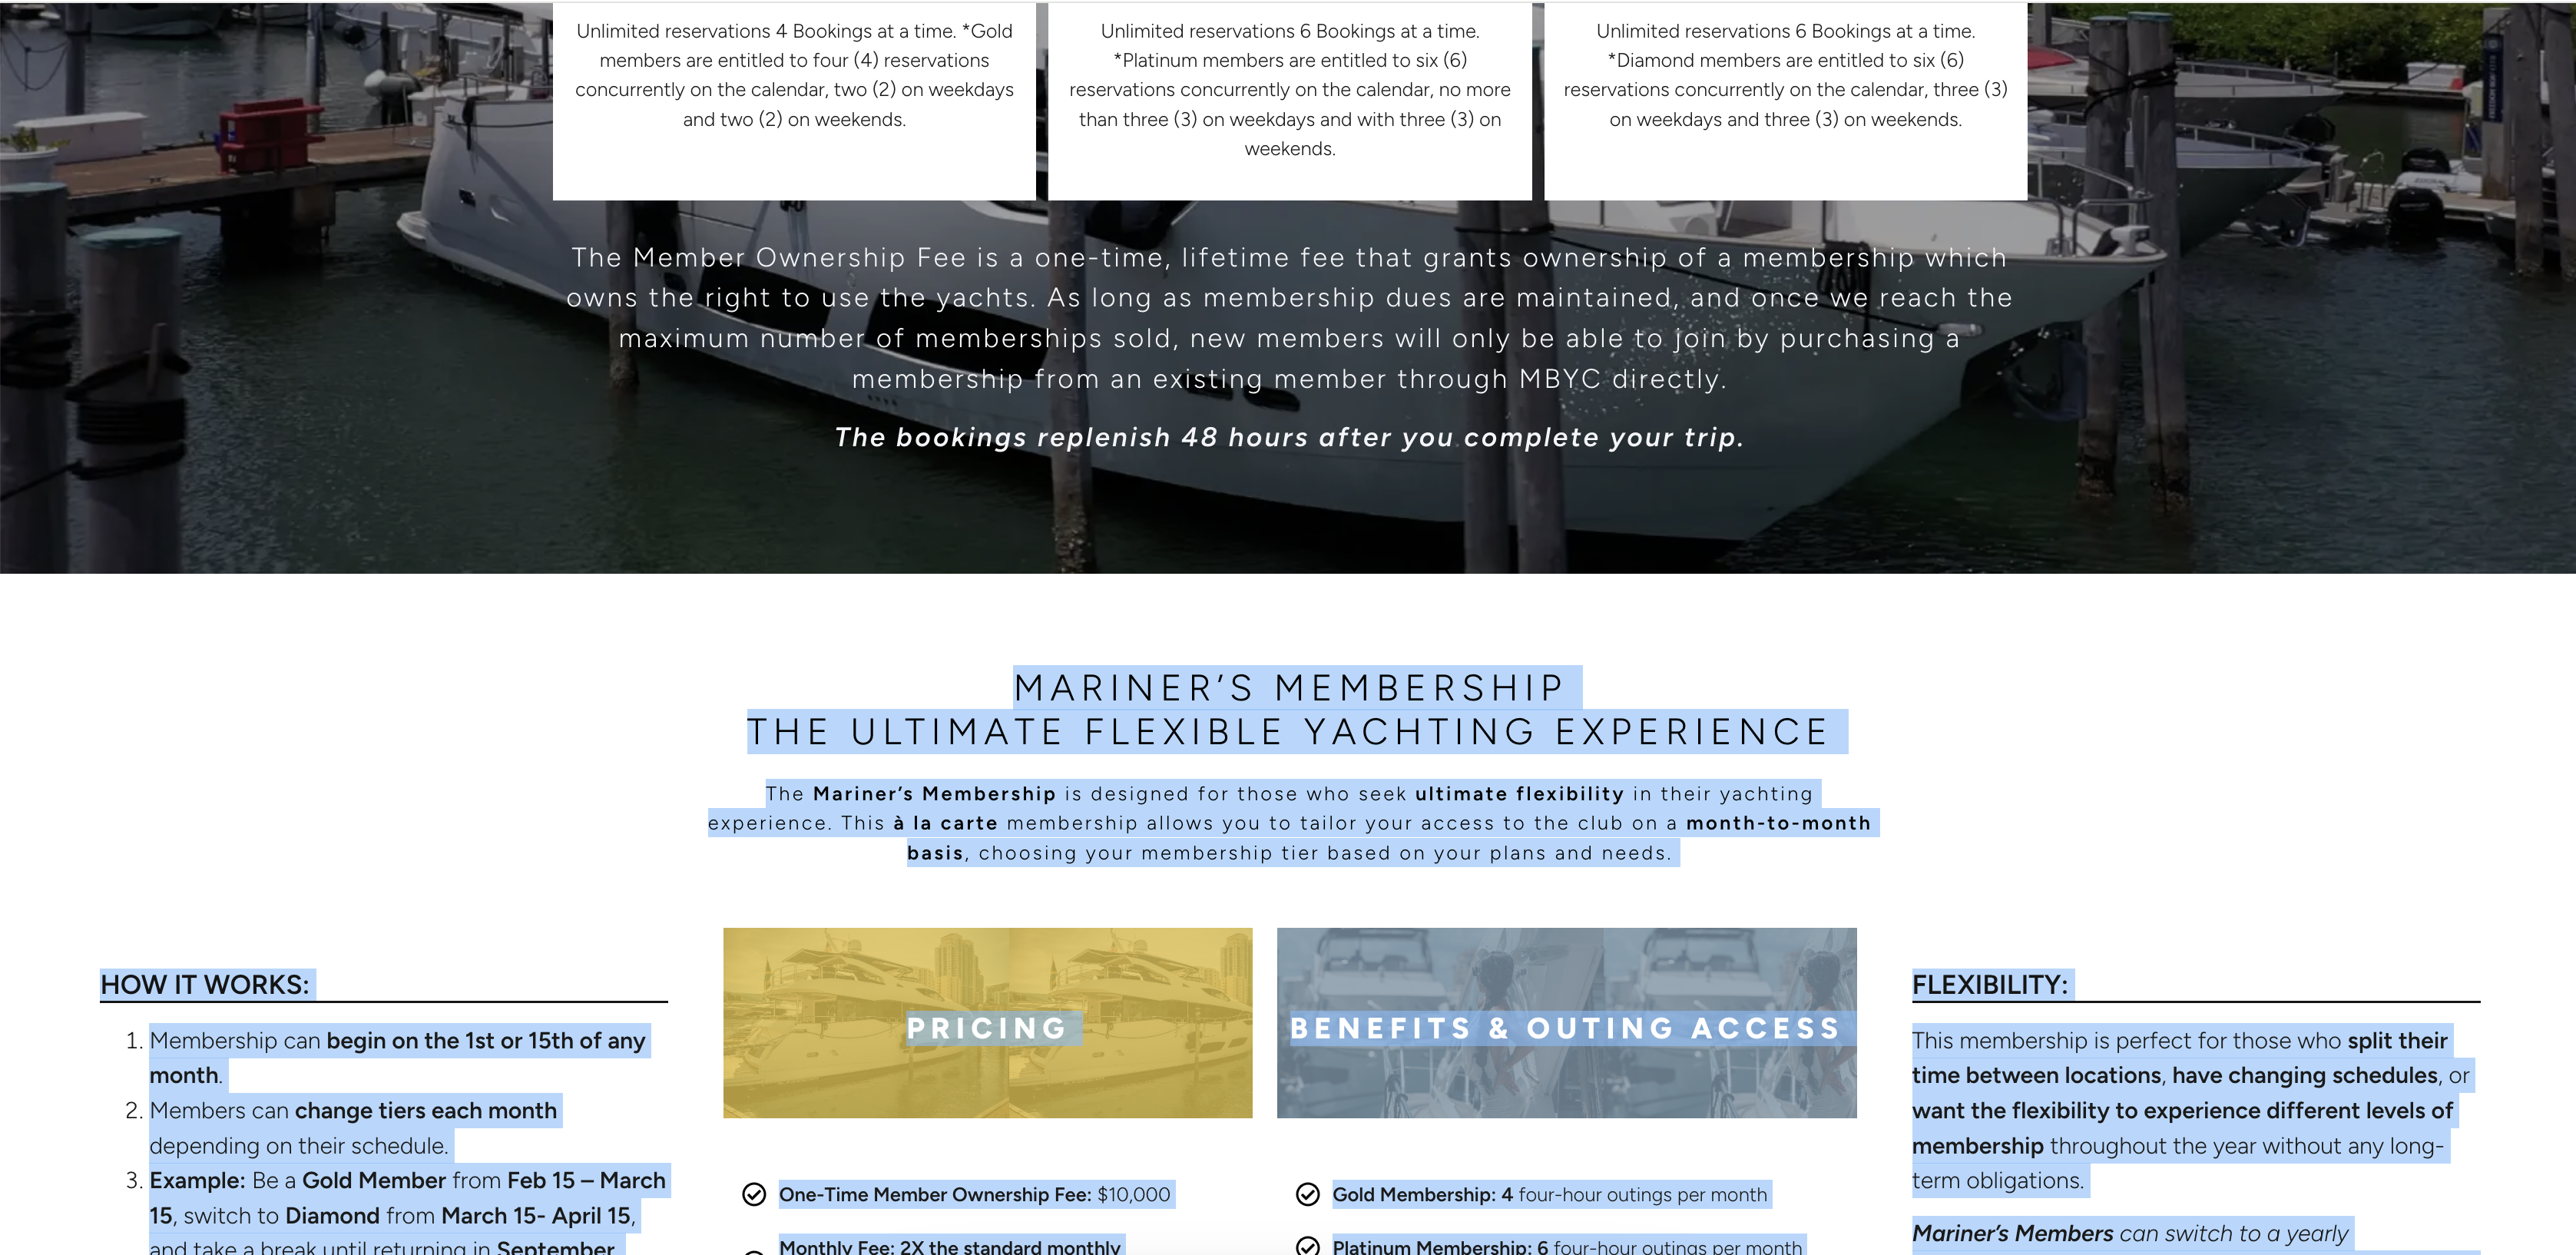 Unlimited reservations 4 Bookings at a time. *Gold
members are entitled to four (4) reservations
concurrently on the calendar, two (2) on weekdays
and two (2) on weekends.
Unlimited reservations 6 Bookings at a time.
*Platinum members are entitled to six (6)
reservations concurrently on the calendar, no more
than three (3) on weekdays and with three (3) on
weekends.
Unlimited reservations 6 Bookings at a time.
*Diamond members are entitled to six (6)
reservations concurrently on the calendar, three (3)
on weekdays and three (3) on weekends.
The Member Ownership Fee is a one-time, lifetime fee that grants ownership of a membership which
owns the right to use the yachts. As long as membership dues are maintained, and once we reach the
maximum number of memberships sold, new members will only be able to join by purchasing a
membership from an existing member through MBYC directly.
The bookings replenish 48 hours after you complete your trip.
MARINER’S MEMBERSHIP
THE ULTIMATE FLEXIBLE YACHTING EXPERIENCE
The Mariner’s Membership is designed for those who seek ultimate flexibility in their yachting
experience. This à la carte membership allows you to tailor your access to the club on a month-to-month
basis, choosing your membership tier based on your plans and needs.
HOW IT WORKS:
1. Membership can begin on the 1st or 15th of any
month.
2. Members can change tiers each month
depending on their schedule.
3. Example: Be a Gold Member from Feb 15 – March
15, switch to Diamond from March 15- April 15,
and take a break until returning in September
PRICING
One-Time Member Ownership Fee: $10,000
Monthly Fee: 2X the standard monthly
BENEFITS & OUTING ACCESS
Gold Membership: 4 four-hour outings per month
Platinum Membership: 6 four-hour outings per month
FLEXIBILITY:
This membership is perfect for those who split their
time between locations, have changing schedules, or
want the flexibility to experience different levels of
membership throughout the year without any long-
term obligations.
Mariner’s Members can switch to a yearly